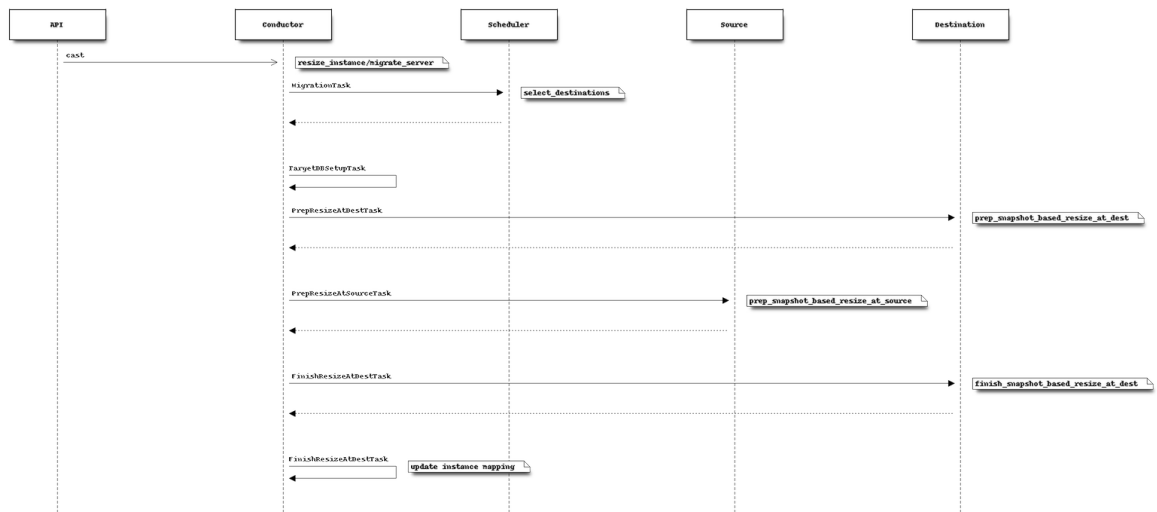 API Conductor Scheduler Source Destination
cast
resize_instance/migrate_server
MigrationTask
select_destinations
TargetDBSetupTask
PrepResizeAtDestTask
prep_snapshot_based_resize_at_dest
PrepResizeAtSourceTask
prep_snapshot_based_resize_at_source
FinishResizeAtDestTask
finish_snapshot_based_resize_at_dest
FinishResizeAtDestTask
update instance mapping